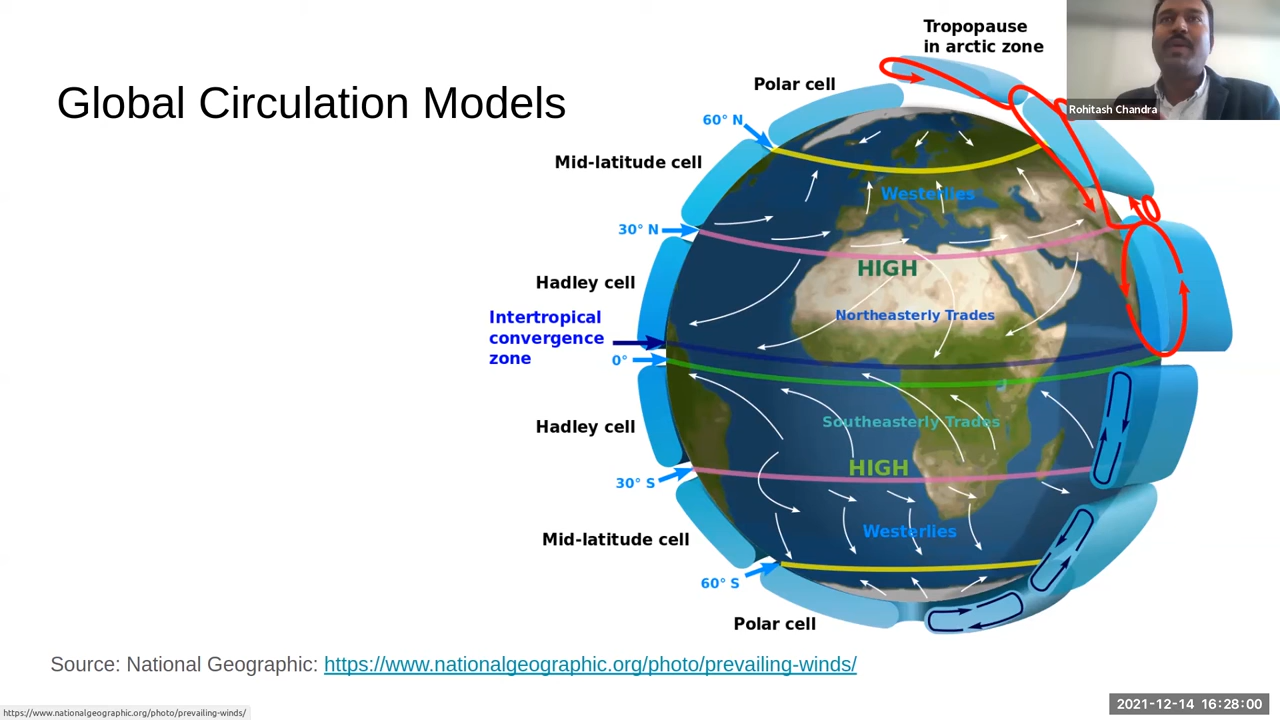 Global Circulation Models
Tropopause
in arctic zone
Rohitash Chandra
Polar cell
60° N
Mid-latitude cell
Westerlies
30° N
HIGH
Hadley cell
Northeasterly Trades
Intertropical
convergence
zone
0°
Southeasterly Trades
Hadley cell
HIGH
30° S
Westerlies
Mid-latitude cell
60° S
Polar cell
Source: National Geographic: https://www.nationalgeographic.org/photo/prevailing-winds/
https://www.nationalgeographic.org/photo/prevailing-winds/
2021-12-14 16:28:00